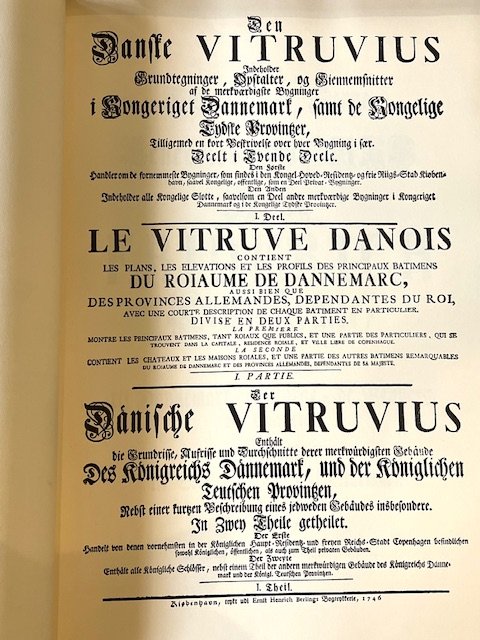 Den
Danske VITRUVIUS
Indeholder
Grundtegninger, Opstalter, og Giennemsnitter
af de merkværdigste Bygninger
i Kongeriget Dannemark, samt de Kongelige
Tydske Provintzer,
Tilligemed en kort Beskrivelse over hver Bygning i sær.
Deelt i Tvende Deele.
Den Første
Handler om de fornemmeste Bygninger, som findes i den Kongel. Hoved-Residentz- og frie Riigs-Stad Kiøben-
havn, saavel Kongelige, offentlige, som en Deel Privat-Bygninger.
Den Anden
Indeholder alle Kongelige Slotte, saavelsom en Deel andre merkværdige Bygninger i Kongeriget
Dannemark og i de Kongelige Tydske Provintzer.
I. Deel.
LE VITRUVE DANOIS
CONTIENT
LES PLANS, LES ELEVATIONS ET LES PROFILS DES PRINCIPAUX BATIMENS
DU ROIAUME DE DANNEMARC,
AUSSI BIEN QUE
DES PROVINCES ALLEMANDES, DEPENDANTES DU ROI,
AVEC UNE COURTE DESCRIPTION DE CHAQUE BATIMENT EN PARTICULIER.
DIVISE EN DEUX PARTIES.
LA PREMIERE
MONTRE LES PRINCIPAUX BATIMENS, TANT ROIAUX QUE PUBLICS, ET UNE PARTIE DES PARTICULIERS, QUI SE
TROUVENT DANS LA CAPITALE, RESIDENCE ROIALE, ET VILLE LIBRE DE COPENHAGUE.
LA SECONDE
CONTIENT LES CHATEAUX ET LES MAISONS ROIALES, ET UNE PARTIE DES AUTRES BATIMENS REMARQUABLES
DU ROIAUME DE DANNEMARC ET DES PROVINCES ALLEMANDES, DEPENDANTES DE SA MAJESTÉ.
I. PARTIE.
Der
Dänische VITRUVIUS
Enthält
die Grundrisse, Aufrisse und Durchschnitte derer merkwürdigsten Gebäude
Des Königreichs Dännemark, und der Königlichen
Teutschen Provintzen,
Nebst einer kurtzen Beschreibung eines jedweden Gebäudes insbesondere.
In Zwey Theile getheilet.
Der Erste
Handelt von denen vornehmsten in der Königlichen Haupt-Residentz- und freyen Reichs-Stadt Copenhagen befindlichen
sowohl Königlichen, öffentlichen, als auch zum Theil privaten Gebäuden.
Der Zweyte
Enthält alle Königliche Schlösser, nebst einem Theil der andern merkwürdigen Gebäude des Königreichs Dänne-
mark und der Königl. Teutschen Provintzen.
I. Theil.
Kiøbenhavn, trykt udi Ernst Henrich Berlings Bogtrykkerie, 1746